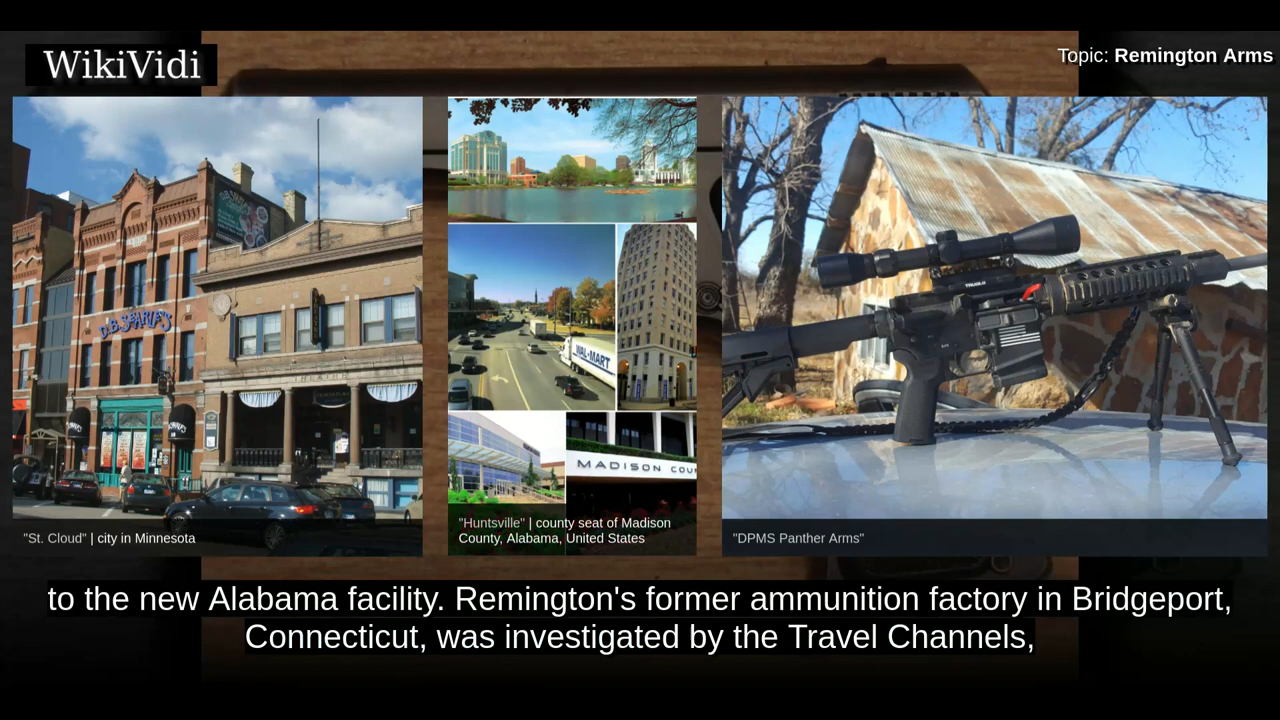 WikiVidi
Topic: Remington Arms
D.B. SEARLE'S
WAL-MART
MADISON COU
TRUGLO
"St. Cloud" | city in Minnesota
"Huntsville" | county seat of Madison
County, Alabama, United States
"DPMS Panther Arms"
to the new Alabama facility. Remington's former ammunition factory in Bridgeport,
Connecticut, was investigated by the Travel Channels,